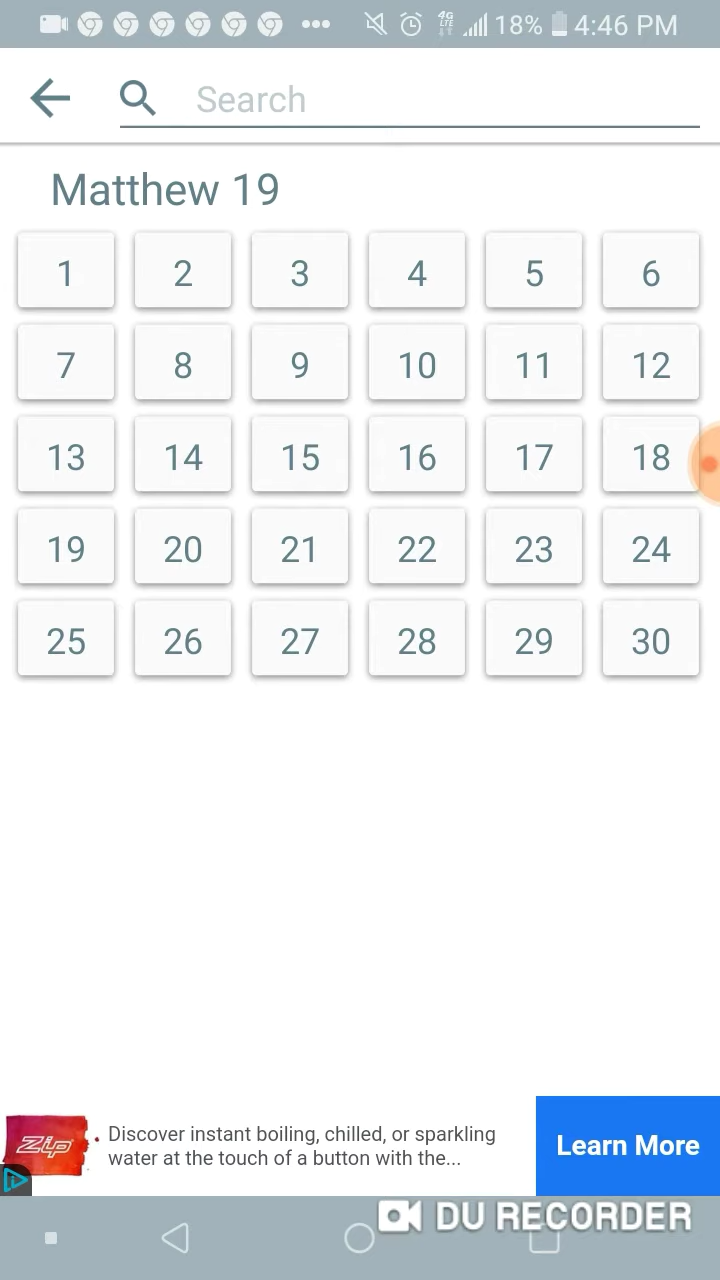 4G
LTE
18%
4:46 PM
Search
Matthew 19
1 2 3 4 5 6
7 8 9 10 11 12
13 14 15 16 17 18
19 20 21 22 23 24
25 26 27 28 29 30
Zip
Discover instant boiling, chilled, or sparkling
water at the touch of a button with the...
Learn More
DU RECORDER